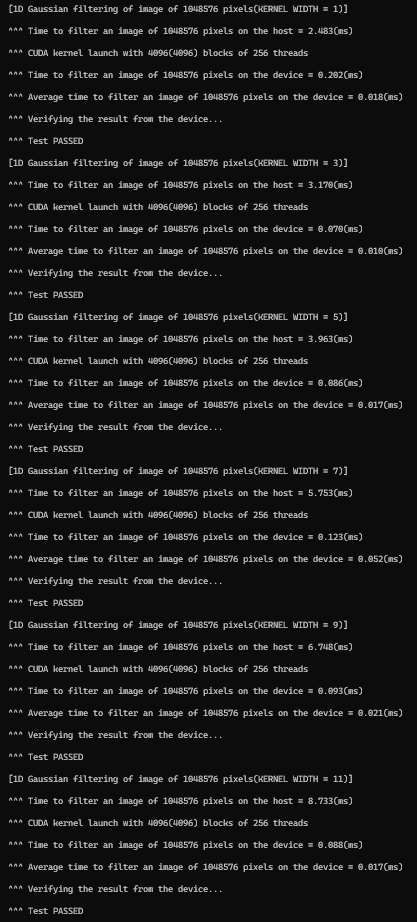 [1D Gaussian filtering of image of 1048576 pixels(KERNEL WIDTH = 1)]
^^^ Time to filter an image of 1048576 pixels on the host = 2.483(ms)
^^^ CUDA kernel launch with 4096(4096) blocks of 256 threads
^^^ Time to filter an image of 1048576 pixels on the device = 0.202(ms)
^^^ Average time to filter an image of 1048576 pixels on the device = 0.018(ms)
^^^ Verifying the result from the device...
^^^ Test PASSED
[1D Gaussian filtering of image of 1048576 pixels(KERNEL WIDTH = 3)]
^^^ Time to filter an image of 1048576 pixels on the host = 3.170(ms)
^^^ CUDA kernel launch with 4096(4096) blocks of 256 threads
^^^ Time to filter an image of 1048576 pixels on the device = 0.070(ms)
^^^ Average time to filter an image of 1048576 pixels on the device = 0.010(ms)
^^^ Verifying the result from the device...
^^^ Test PASSED
[1D Gaussian filtering of image of 1048576 pixels(KERNEL WIDTH = 5)]
^^^ Time to filter an image of 1048576 pixels on the host = 3.963(ms)
^^^ CUDA kernel launch with 4096(4096) blocks of 256 threads
^^^ Time to filter an image of 1048576 pixels on the device = 0.086(ms)
^^^ Average time to filter an image of 1048576 pixels on the device = 0.017(ms)
^^^ Verifying the result from the device...
^^^ Test PASSED
[1D Gaussian filtering of image of 1048576 pixels(KERNEL WIDTH = 7)]
^^^ Time to filter an image of 1048576 pixels on the host = 5.753(ms)
^^^ CUDA kernel launch with 4096(4096) blocks of 256 threads
^^^ Time to filter an image of 1048576 pixels on the device = 0.123(ms)
^^^ Average time to filter an image of 1048576 pixels on the device = 0.052(ms)
^^^ Verifying the result from the device...
^^^ Test PASSED
[1D Gaussian filtering of image of 1048576 pixels(KERNEL WIDTH = 9)]
^^^ Time to filter an image of 1048576 pixels on the host = 6.748(ms)
^^^ CUDA kernel launch with 4096(4096) blocks of 256 threads
^^^ Time to filter an image of 1048576 pixels on the device = 0.093(ms)
^^^ Average time to filter an image of 1048576 pixels on the device = 0.021(ms)
^^^ Verifying the result from the device...
^^^ Test PASSED
[1D Gaussian filtering of image of 1048576 pixels(KERNEL WIDTH = 11)]
^^^ Time to filter an image of 1048576 pixels on the host = 8.733(ms)
^^^ CUDA kernel launch with 4096(4096) blocks of 256 threads
^^^ Time to filter an image of 1048576 pixels on the device = 0.088(ms)
^^^ Average time to filter an image of 1048576 pixels on the device = 0.017(ms)
^^^ Verifying the result from the device...
^^^ Test PASSED